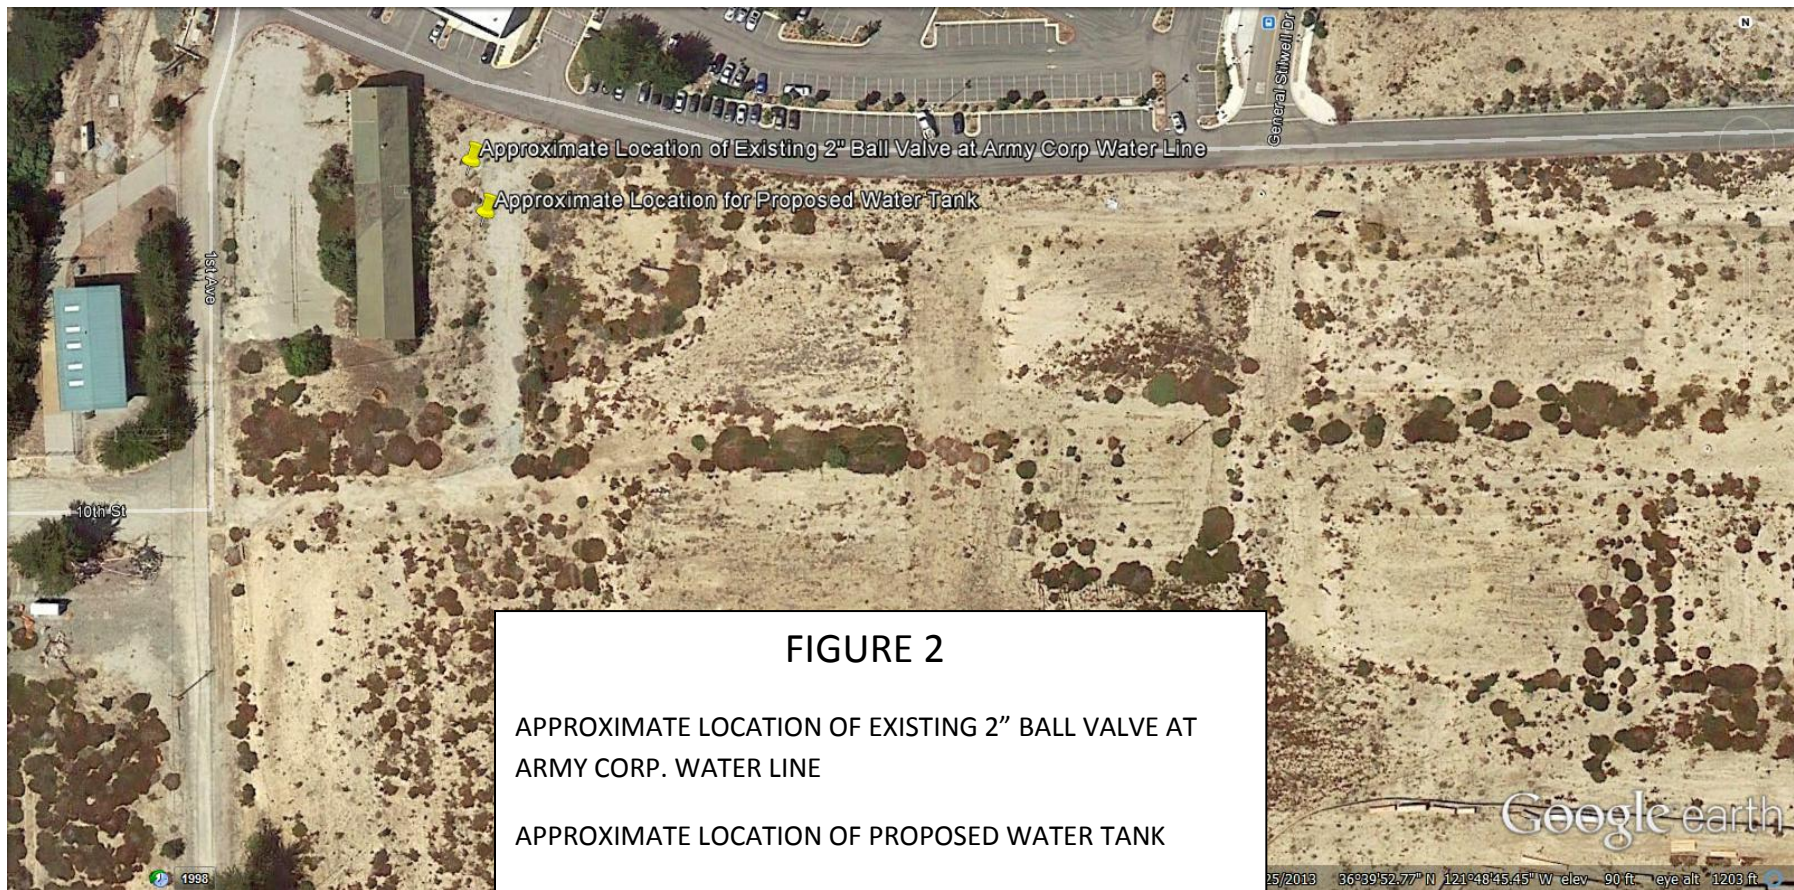 General Stilwell Dr
N
Approximate Location of Existing 2" Ball Valve at Army Corp Water Line
Approximate Location for Proposed Water Tank
1st Ave
10th St
FIGURE 2
APPROXIMATE LOCATION OF EXISTING 2” BALL VALVE AT
ARMY CORP. WATER LINE
APPROXIMATE LOCATION OF PROPOSED WATER TANK
Google earth
1998
25/2013 36°39'52.77" N 121°48'45.45" W elev 90 ft eye alt 1203 ft